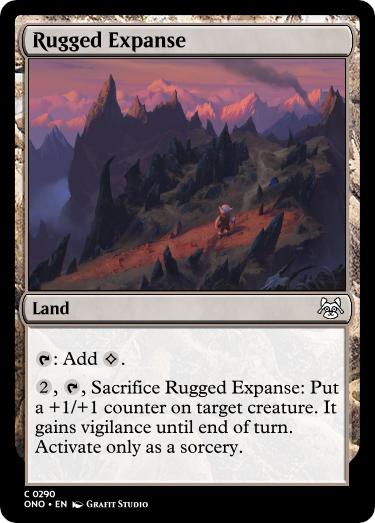 Rugged Expanse
Land
: Add .
2, , Sacrifice Rugged Expanse: Put
a +1/+1 counter on target creature. It
gains vigilance until end of turn.
Activate only as a sorcery.
C 0290
ONO • EN Grafit Studio